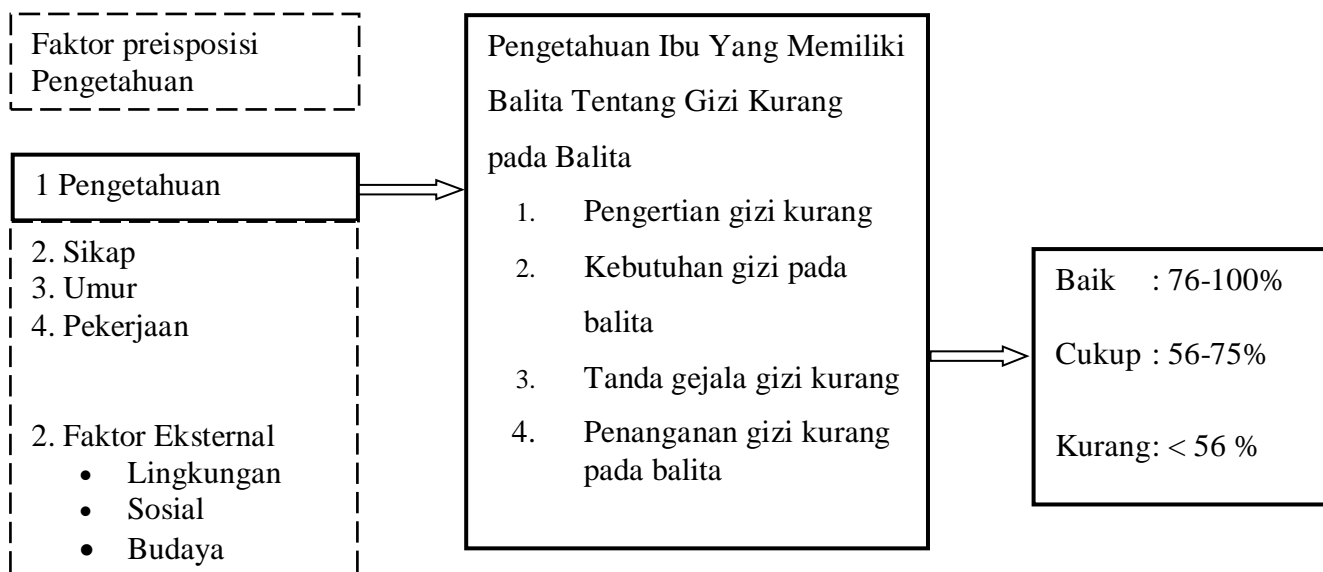 Faktor preisposisi
Pengetahuan
1 Pengetahuan
2. Sikap
3. Umur
4. Pekerjaan
2. Faktor Eksternal
• Lingkungan
• Sosial
• Budaya
Pengetahuan Ibu Yang Memiliki
Balita Tentang Gizi Kurang
pada Balita
1. Pengertian gizi kurang
2. Kebutuhan gizi pada
balita
3. Tanda gejala gizi kurang
4. Penanganan gizi kurang
pada balita
Baik : 76-100%
Cukup : 56-75%
Kurang: < 56 %